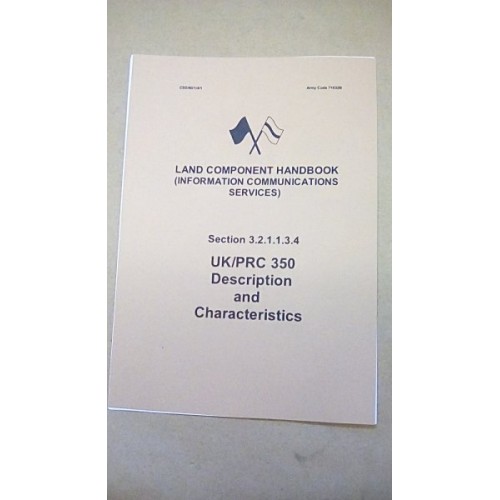 LAND COMPONENT HANDBOOK
(INFORMATION COMMUNICATIONS
SERVICES)
Section 3.2.1.1.3.4
UK/PRC 350
Description
and
Characteristics